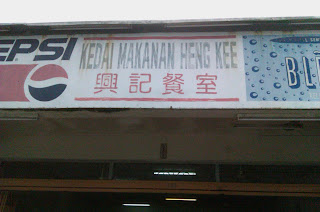 EPSI
KEDAI MAKANAN HENG KEE
興記餐室